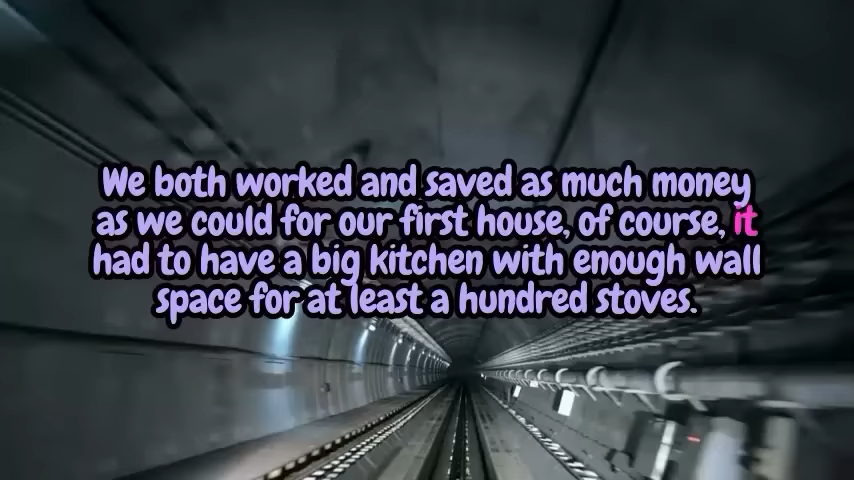 We both worked and saved as much money
as we could for our first house, of course, it
had to have a big kitchen with enough wall
space for at least a hundred stoves.